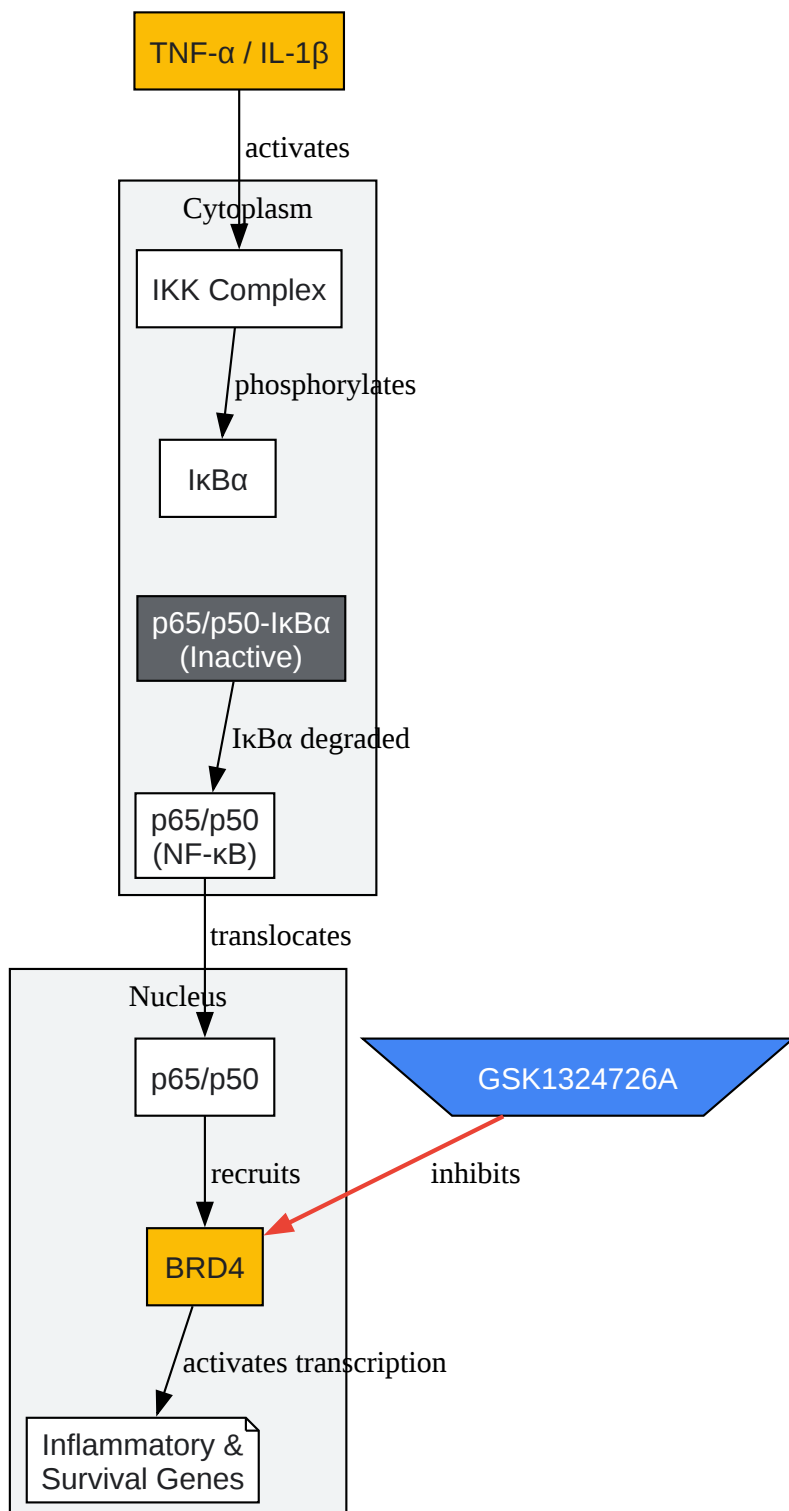 TNF-α / IL-1β
activates
Cytoplasm
IKK Complex
phosphorylates
IκBα
p65/p50-IκBα
(Inactive)
IκBα degraded
p65/p50
(NF-κB)
translocates
Nucleus
p65/p50
GSK1324726A
recruits
inhibits
BRD4
activates transcription
Inflammatory &
Survival Genes